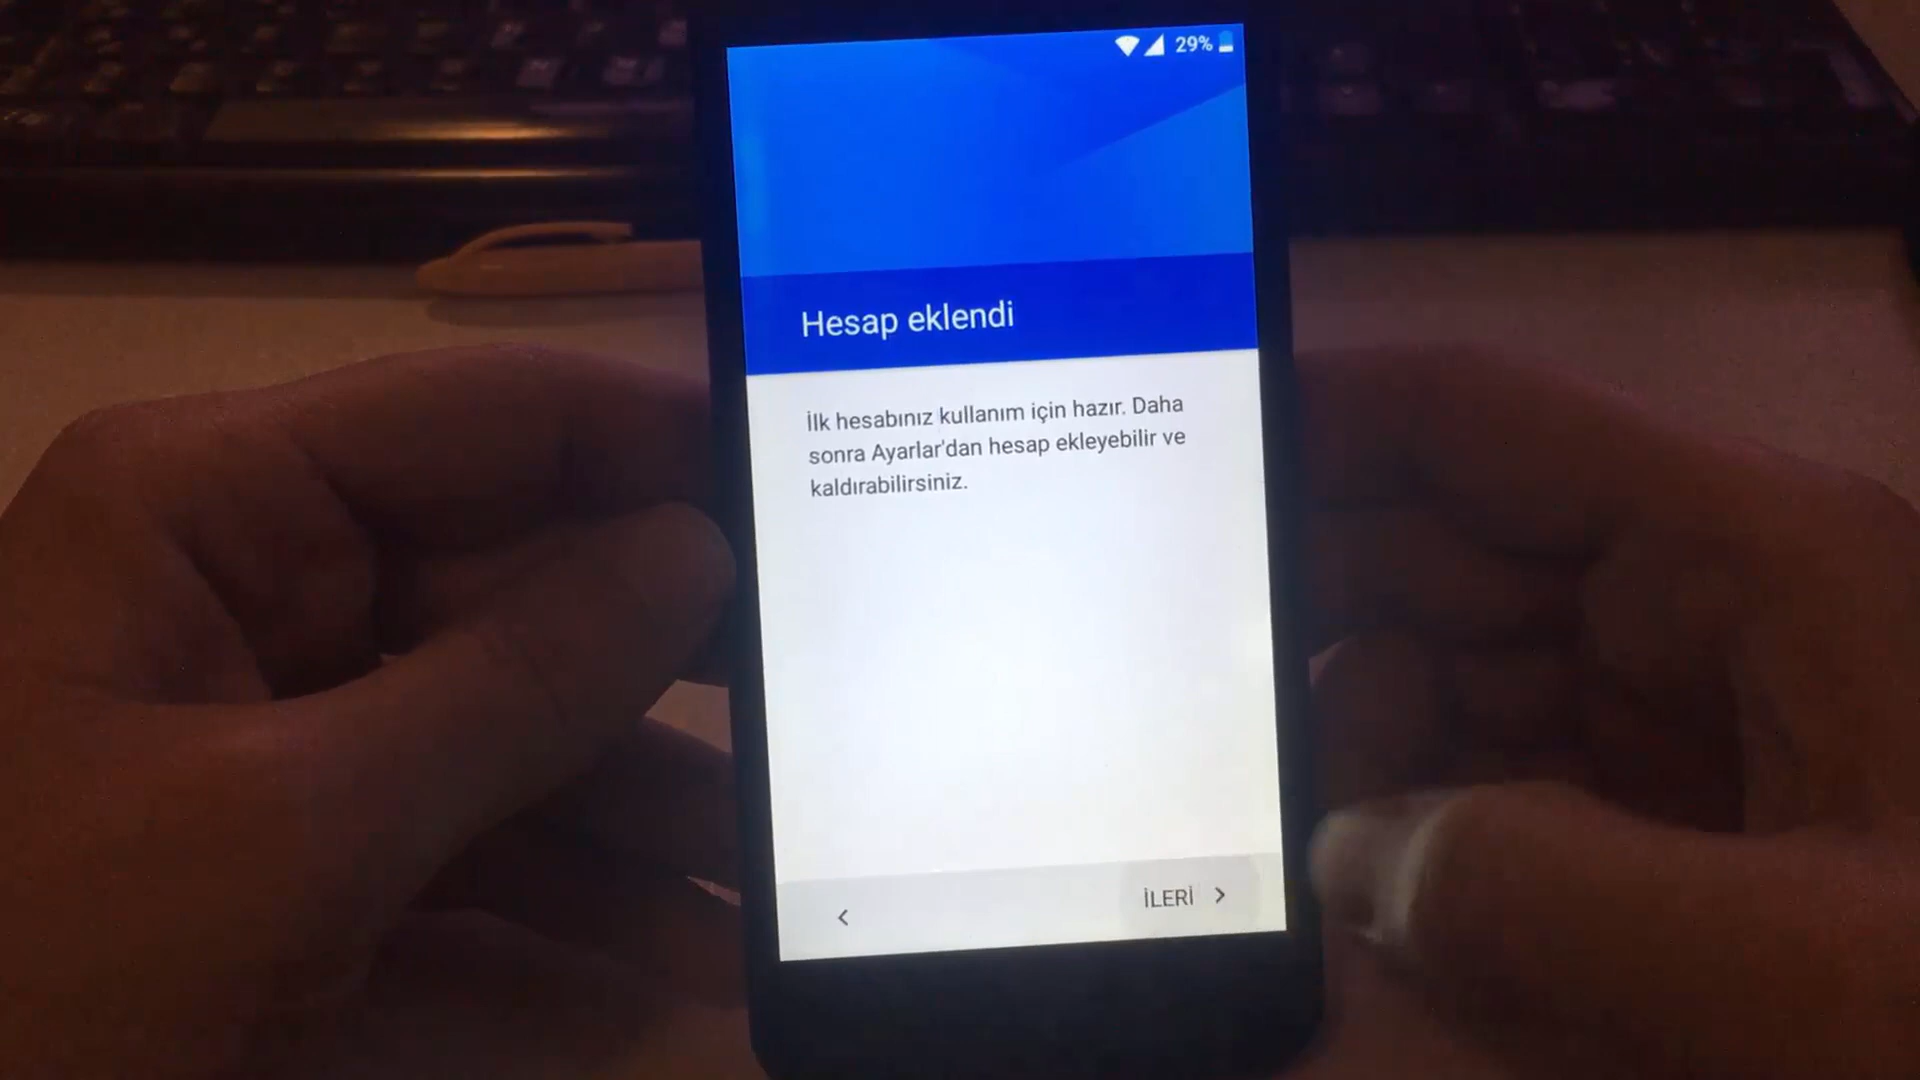 29%
Hesap eklendi
İlk hesabınız kullanım için hazır. Daha
sonra Ayarlar'dan hesap ekleyebilir ve
kaldırabilirsiniz.
< İLERİ >